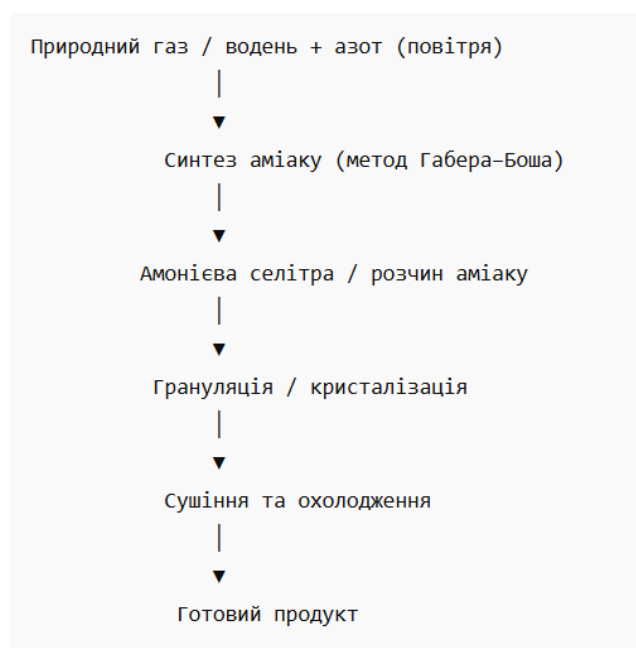 Природний газ / водень + азот (повітря)
│
▼
Синтез аміаку (метод Габера–Боша)
│
▼
Амонієва селітра / розчин аміаку
│
▼
Грануляція / кристалізація
│
▼
Сушіння та охолодження
│
▼
Готовий продукт